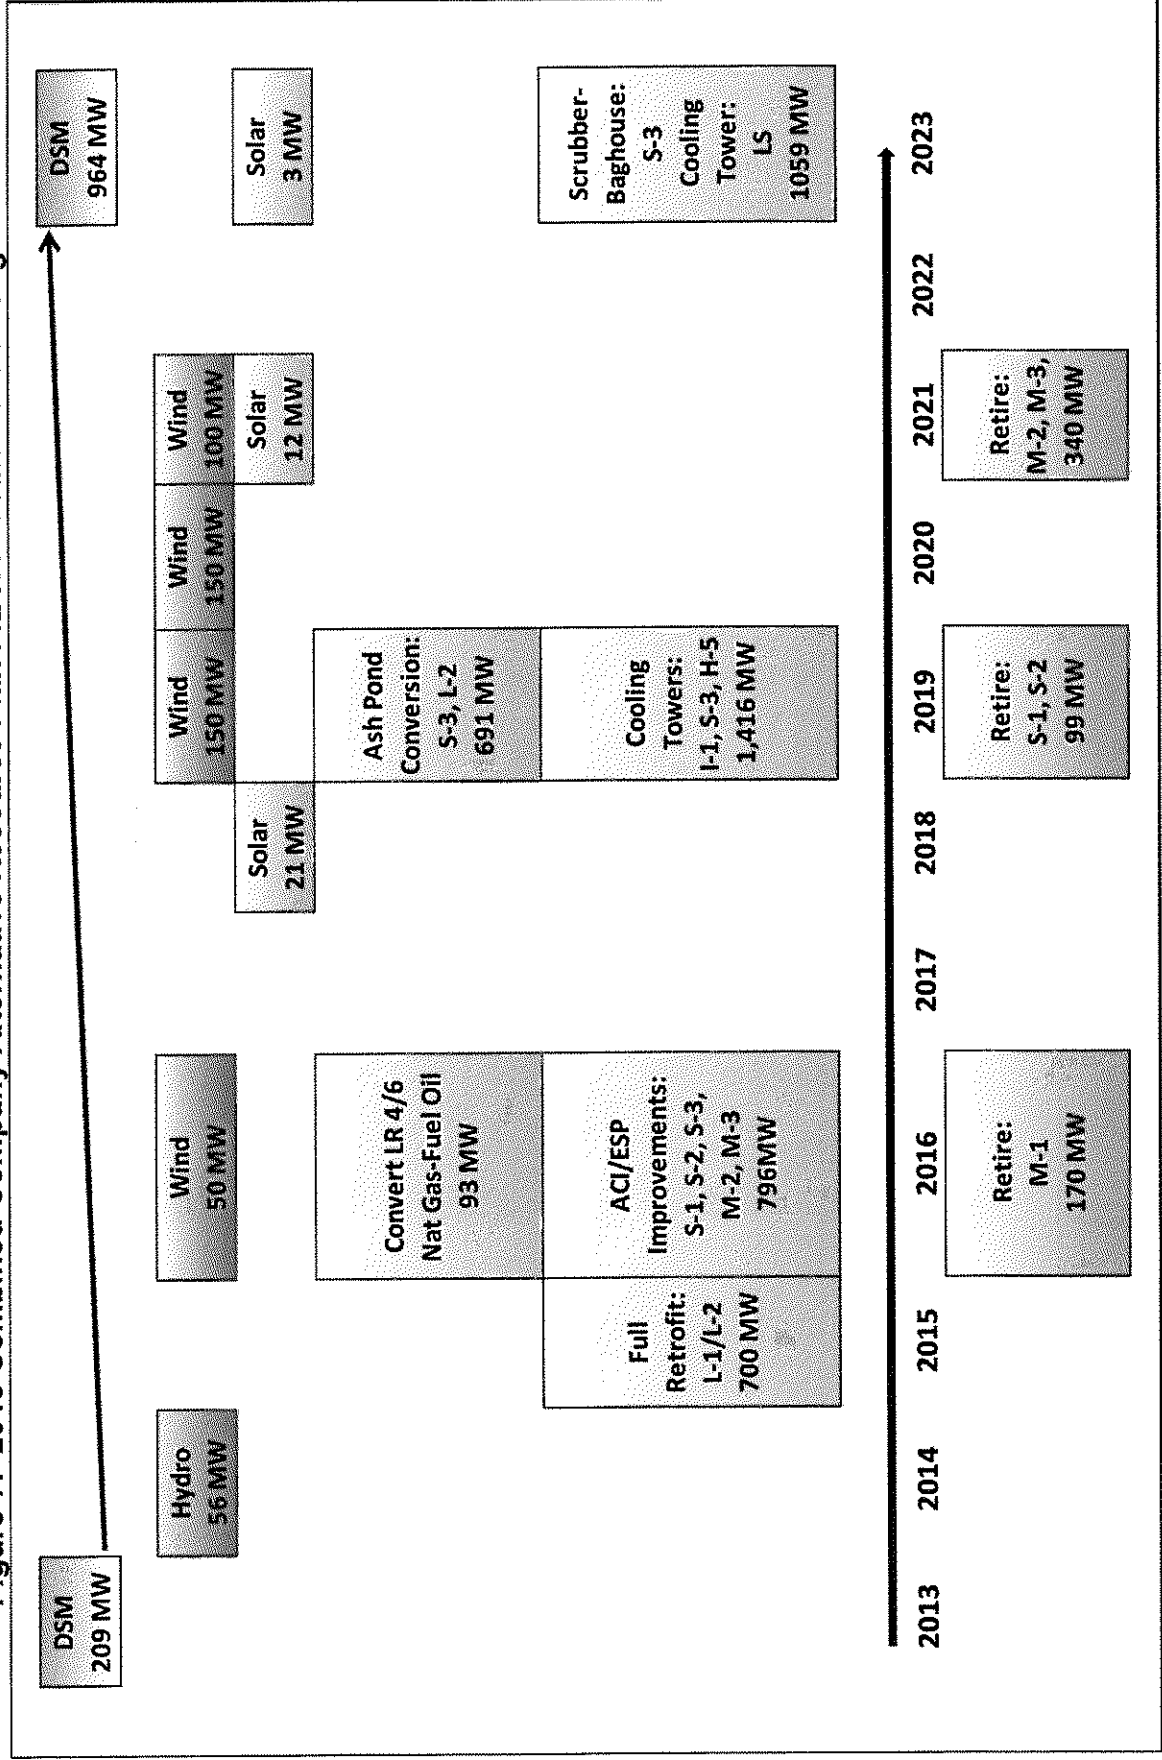 DSM
209 MW
DSM
964 MW
Hydro
56 MW
Wind
50 MW
Wind
150 MW
Wind
150 MW
Wind
100 MW
Solar
21 MW
Solar
12 MW
Solar
3 MW
Convert LR 4/6
Nat Gas-Fuel Oil
93 MW
Ash Pond
Conversion:
S-3, L-2
691 MW
Full
Retrofit:
L-1/L-2
700 MW
ACI/ESP
Improvements:
S-1, S-2, S-3,
M-2, M-3
796MW
Cooling
Towers:
I-1, S-3, H-5
1,416 MW
Scrubber-
Baghouse:
S-3
Cooling
Tower:
LS
1059 MW
2013 2014 2015 2016 2017 2018 2019 2020 2021 2022 2023
Retire:
M-1
170 MW
Retire:
S-1, S-2
99 MW
Retire:
M-2, M-3,
340 MW